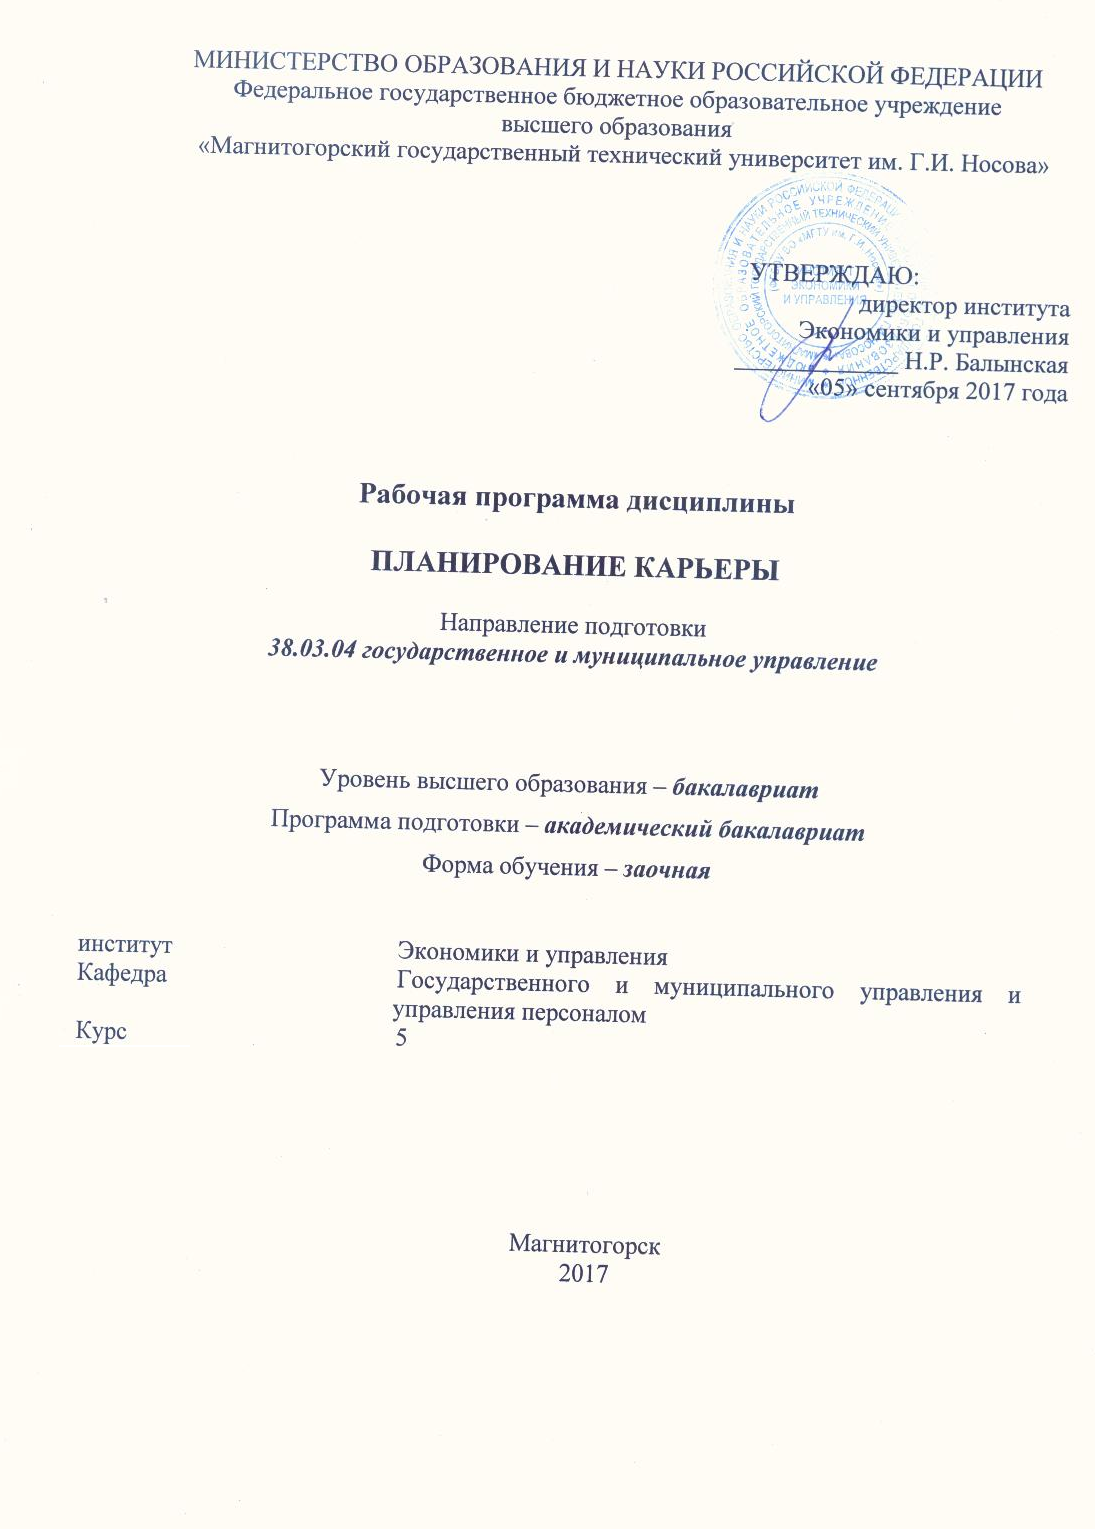 МИНИСТЕРСТВО ОБРАЗОВАНИЯ И НАУКИ РОССИЙСКОЙ ФЕДЕРАЦИИ
Федеральное государственное бюджетное образовательное учреждение
высшего образования
«Магнитогорский государственный технический университет им. Г.И. Носова»
УТВЕРЖДАЮ:
директор института
Экономики и управления
Н.Р. Балынская
«05» сентября 2017 года
ЭКОНОМИКИ
И УПРАВЛЕНИЯ
Рабочая программа дисциплины
ПЛАНИРОВАНИЕ КАРЬЕРЫ
Направление подготовки
38.03.04 государственное и муниципальное управление
Уровень высшего образования – бакалавриат
Программа подготовки – академический бакалавриат
Форма обучения – заочная
институт Экономики и управления
Кафедра Государственного и муниципального управления и
управления персоналом
Курс 5
Магнитогорск
2017